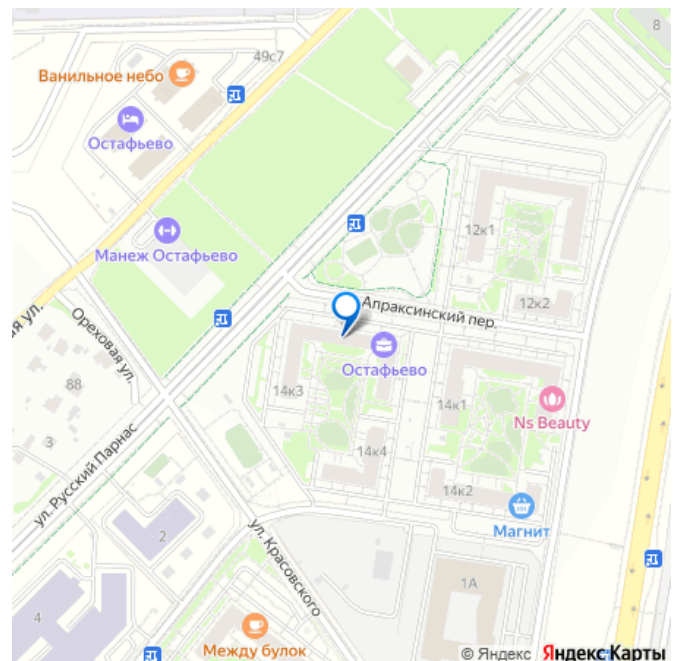 8
49с7
Ванильное небо
Остафьево
Манеж Остафьево
12к1
12к2
Апраксинский пер.
ая ул.
Ореховая ул.
88
3
Остафьево
14к3
14к1
Ns Beauty
14к4
14к2
Магнит
ул. Русский Парнас
2
ул. Красовского
1А
4
Между булок
© Яндекс Яндекс Карты